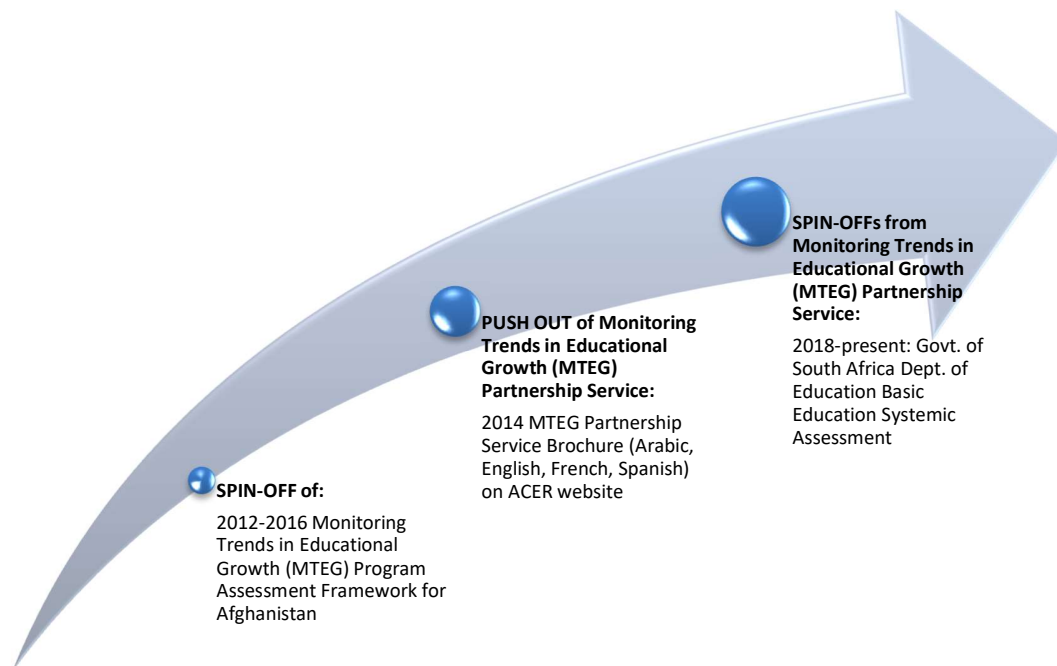 SPIN-OFF of:
2012-2016 Monitoring
Trends in Educational
Growth (MTEG) Program
Assessment Framework for
Afghanistan
PUSH OUT of Monitoring
Trends in Educational
Growth (MTEG)
Partnership Service:
2014 MTEG Partnership
Service Brochure (Arabic,
English, French, Spanish)
on ACER website
SPIN-OFFs from
Monitoring Trends in
Educational Growth
(MTEG) Partnership
Service:
2018-present: Govt. of
South Africa Dept. of
Education Basic
Education Systemic
Assessment